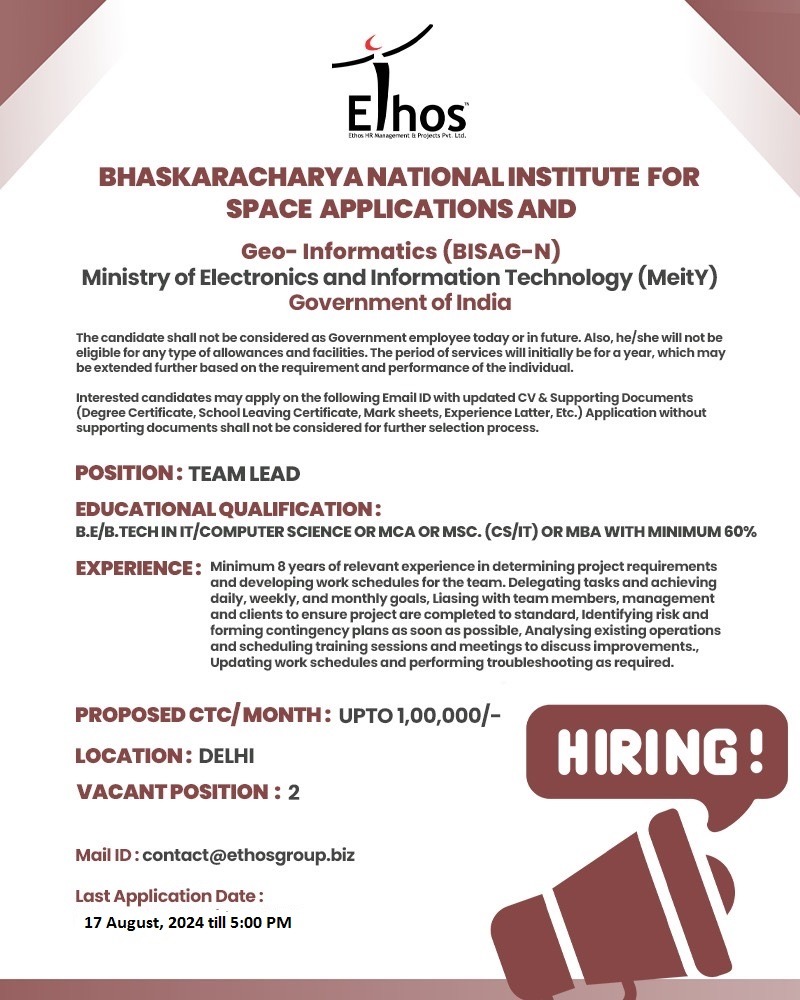 Ethos™
Ethos HR Management & Projects Pvt. Ltd.
BHASKARACHARYA NATIONAL INSTITUTE FOR
SPACE APPLICATIONS AND
Geo- Informatics (BISAG-N)
Ministry of Electronics and Information Technology (MeitY)
Government of India
The candidate shall not be considered as Government employee today or in future. Also, he/she will not be
eligible for any type of allowances and facilities. The period of services will initially be for a year, which may
be extended further based on the requirement and performance of the individual.
Interested candidates may apply on the following Email ID with updated CV & Supporting Documents
(Degree Certificate, School Leaving Certificate, Mark sheets, Experience Latter, Etc.) Application without
supporting documents shall not be considered for further selection process.
POSITION : TEAM LEAD
EDUCATIONAL QUALIFICATION :
B.E/B.TECH IN IT/COMPUTER SCIENCE OR MCA OR MSC. (CS/IT) OR MBA WITH MINIMUM 60%
EXPERIENCE : Minimum 8 years of relevant experience in determining project requirements
and developing work schedules for the team. Delegating tasks and achieving
daily, weekly, and monthly goals, Liasing with team members, management
and clients to ensure project are completed to standard, Identifying risk and
forming contingency plans as soon as possible, Analysing existing operations
and scheduling training sessions and meetings to discuss improvements.,
Updating work schedules and performing troubleshooting as required.
PROPOSED CTC/ MONTH : UPTO 1,00,000/-
HIRING!
LOCATION : DELHI
VACANT POSITION : 2
Mail ID : contact@ethosgroup.biz
Last Application Date :
17 August, 2024 till 5:00 PM